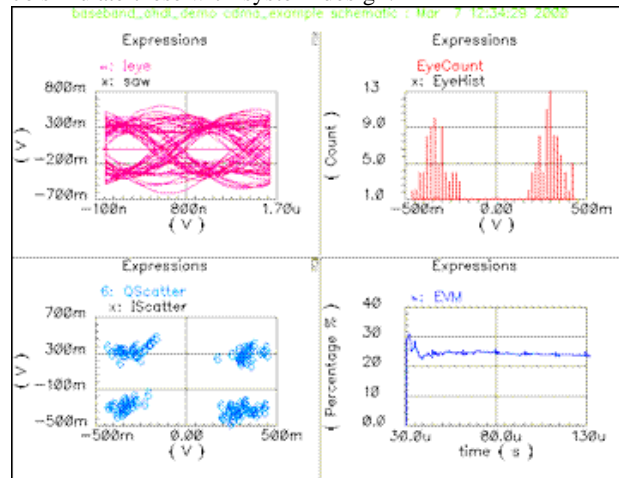 baseband_dhdl_demo cdma_example schematic : Mar 7 12:34:29 2000
Expressions
⊶: Ieye
x: saw
800m
300m
-200m
-700m
( V )
-100n 800n 1.70u
( V )
Expressions
EyeCount
x: EyeHist
13
9.0
5.0
1.0
( Count )
-500m 0.00 500m
( V )
Expressions
6: QScatter
x: IScatter
700m
300m
-100m
-500m
( V )
-500m 0.00 500m
( V )
Expressions
EVM
40
30
20
10
0.0
( Percentage % )
30.0u 80.0u 130u
time ( s )